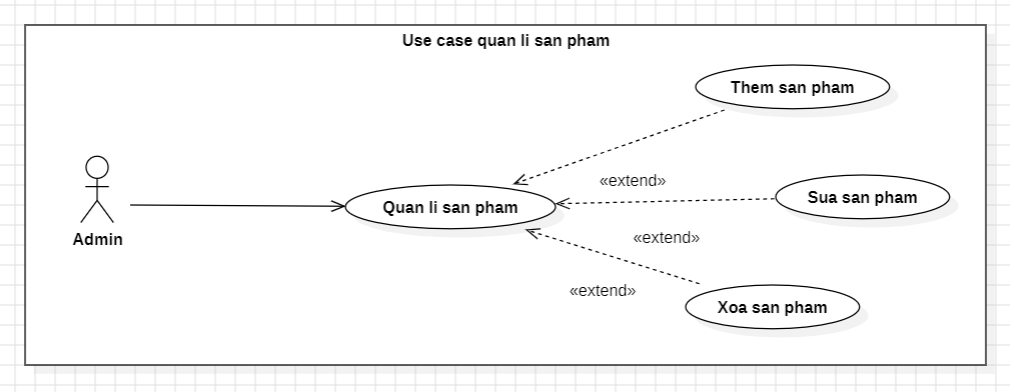 Use case quan li san pham
Them san pham
«extend»
Sua san pham
Quan li san pham
Admin
«extend»
«extend»
Xoa san pham